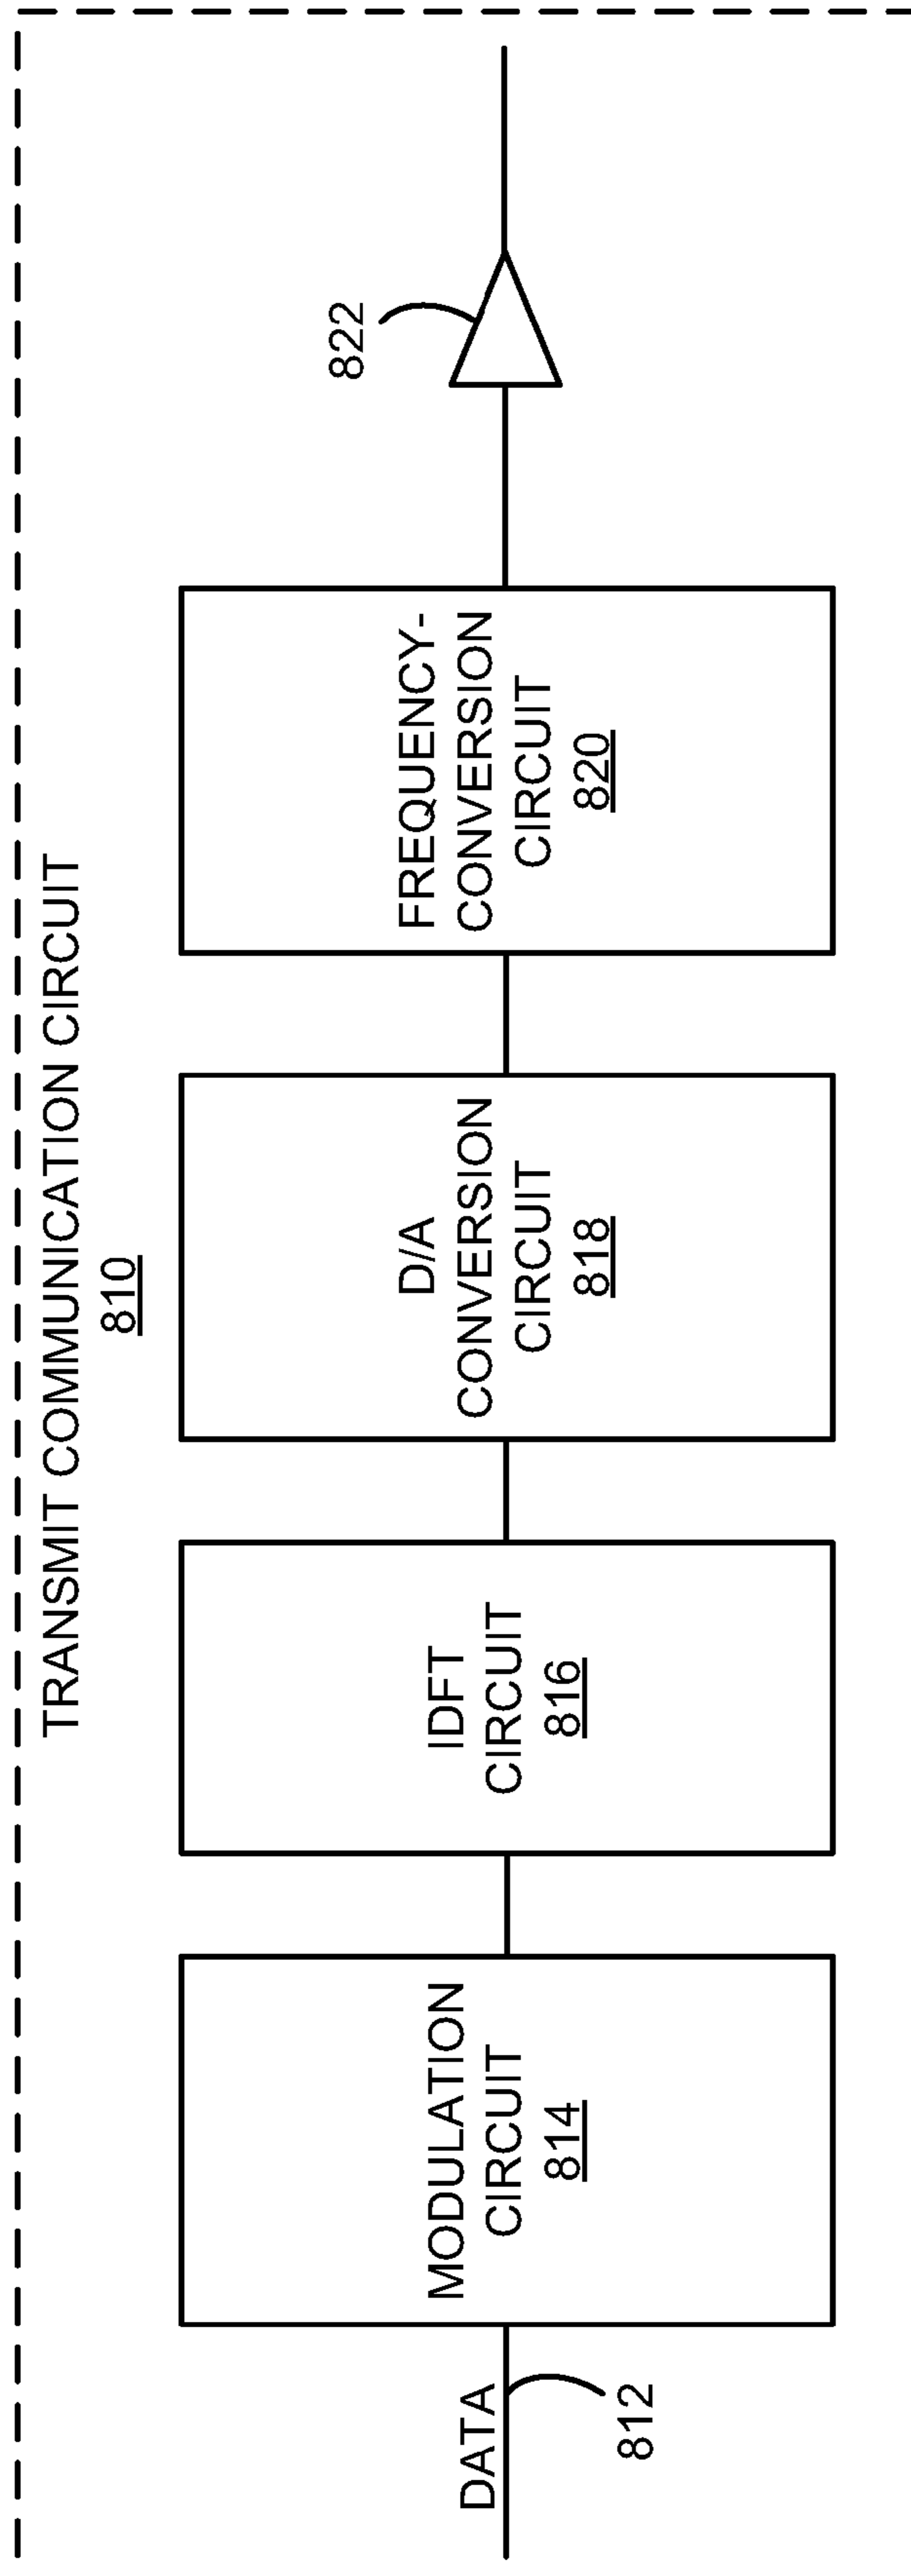 TRANSMIT COMMUNICATION CIRCUIT
810
DATA
812
MODULATION
CIRCUIT
814
IDFT
CIRCUIT
816
D/A
CONVERSION
CIRCUIT
818
FREQUENCY-
CONVERSION
CIRCUIT
820
822